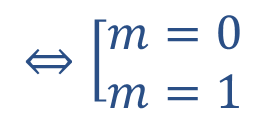 ⇔ [m = 0
m = 1